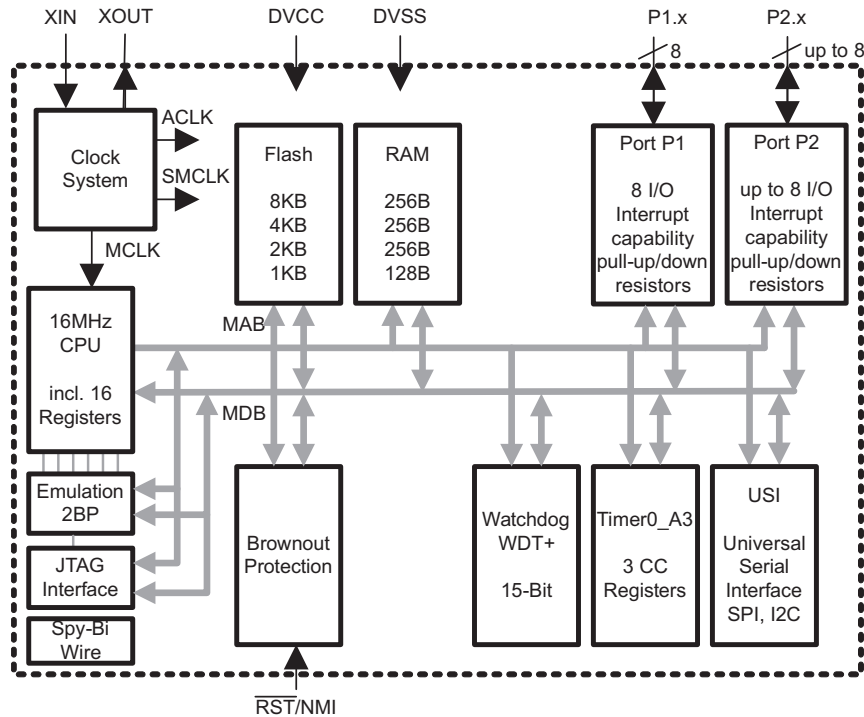 XIN XOUT DVCC DVSS P1.x P2.x
8 up to 8
ACLK
SMCLK
MCLK
Clock
System
Flash
8KB
4KB
2KB
1KB
RAM
256B
256B
256B
128B
Port P1
8 I/O
Interrupt
capability
pull-up/down
resistors
Port P2
up to 8 I/O
Interrupt
capability
pull-up/down
resistors
16MHz
CPU
incl. 16
Registers
MAB
MDB
Emulation
2BP
JTAG
Interface
Spy-Bi
Wire
Brownout
Protection
Watchdog
WDT+
15-Bit
Timer0_A3
3 CC
Registers
USI
Universal
Serial
Interface
SPI, I2C
RST/NMI